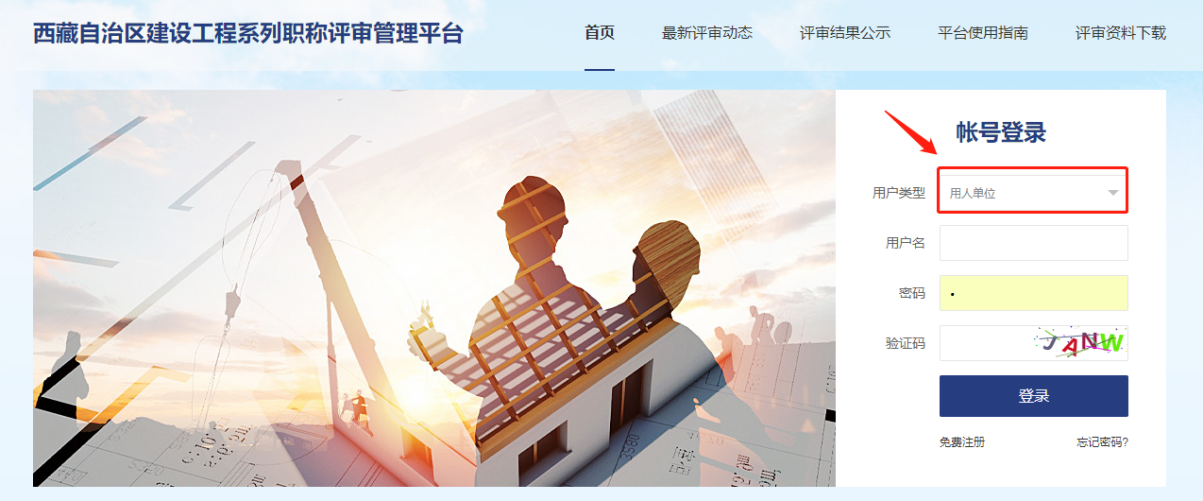 西藏自治区建设工程系列职称评审管理平台
首页 最新评审动态 评审结果公示 平台使用指南 评审资料下载
帐号登录
用户类型 用人单位
用户名
密码
验证码 JANW
登录
免费注册 忘记密码?